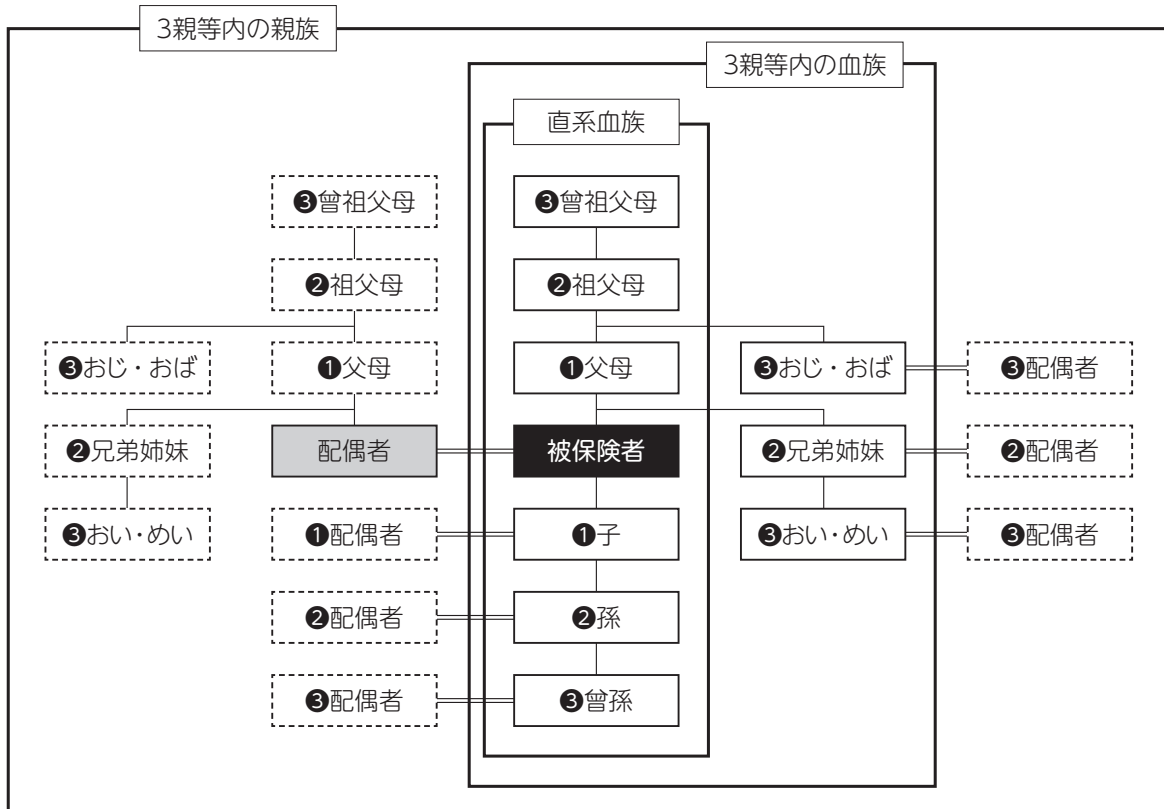 3親等内の親族
3親等内の血族
直系血族
❸曾祖父母
❸曾祖父母
❷祖父母
❷祖父母
❸おじ・おば
❶父母
❶父母
❸おじ・おば
❸配偶者
❷兄弟姉妹
配偶者
被保険者
❷兄弟姉妹
❷配偶者
❸おい・めい
❶配偶者
❶子
❸おい・めい
❸配偶者
❷配偶者
❷孫
❸配偶者
❸曾孫